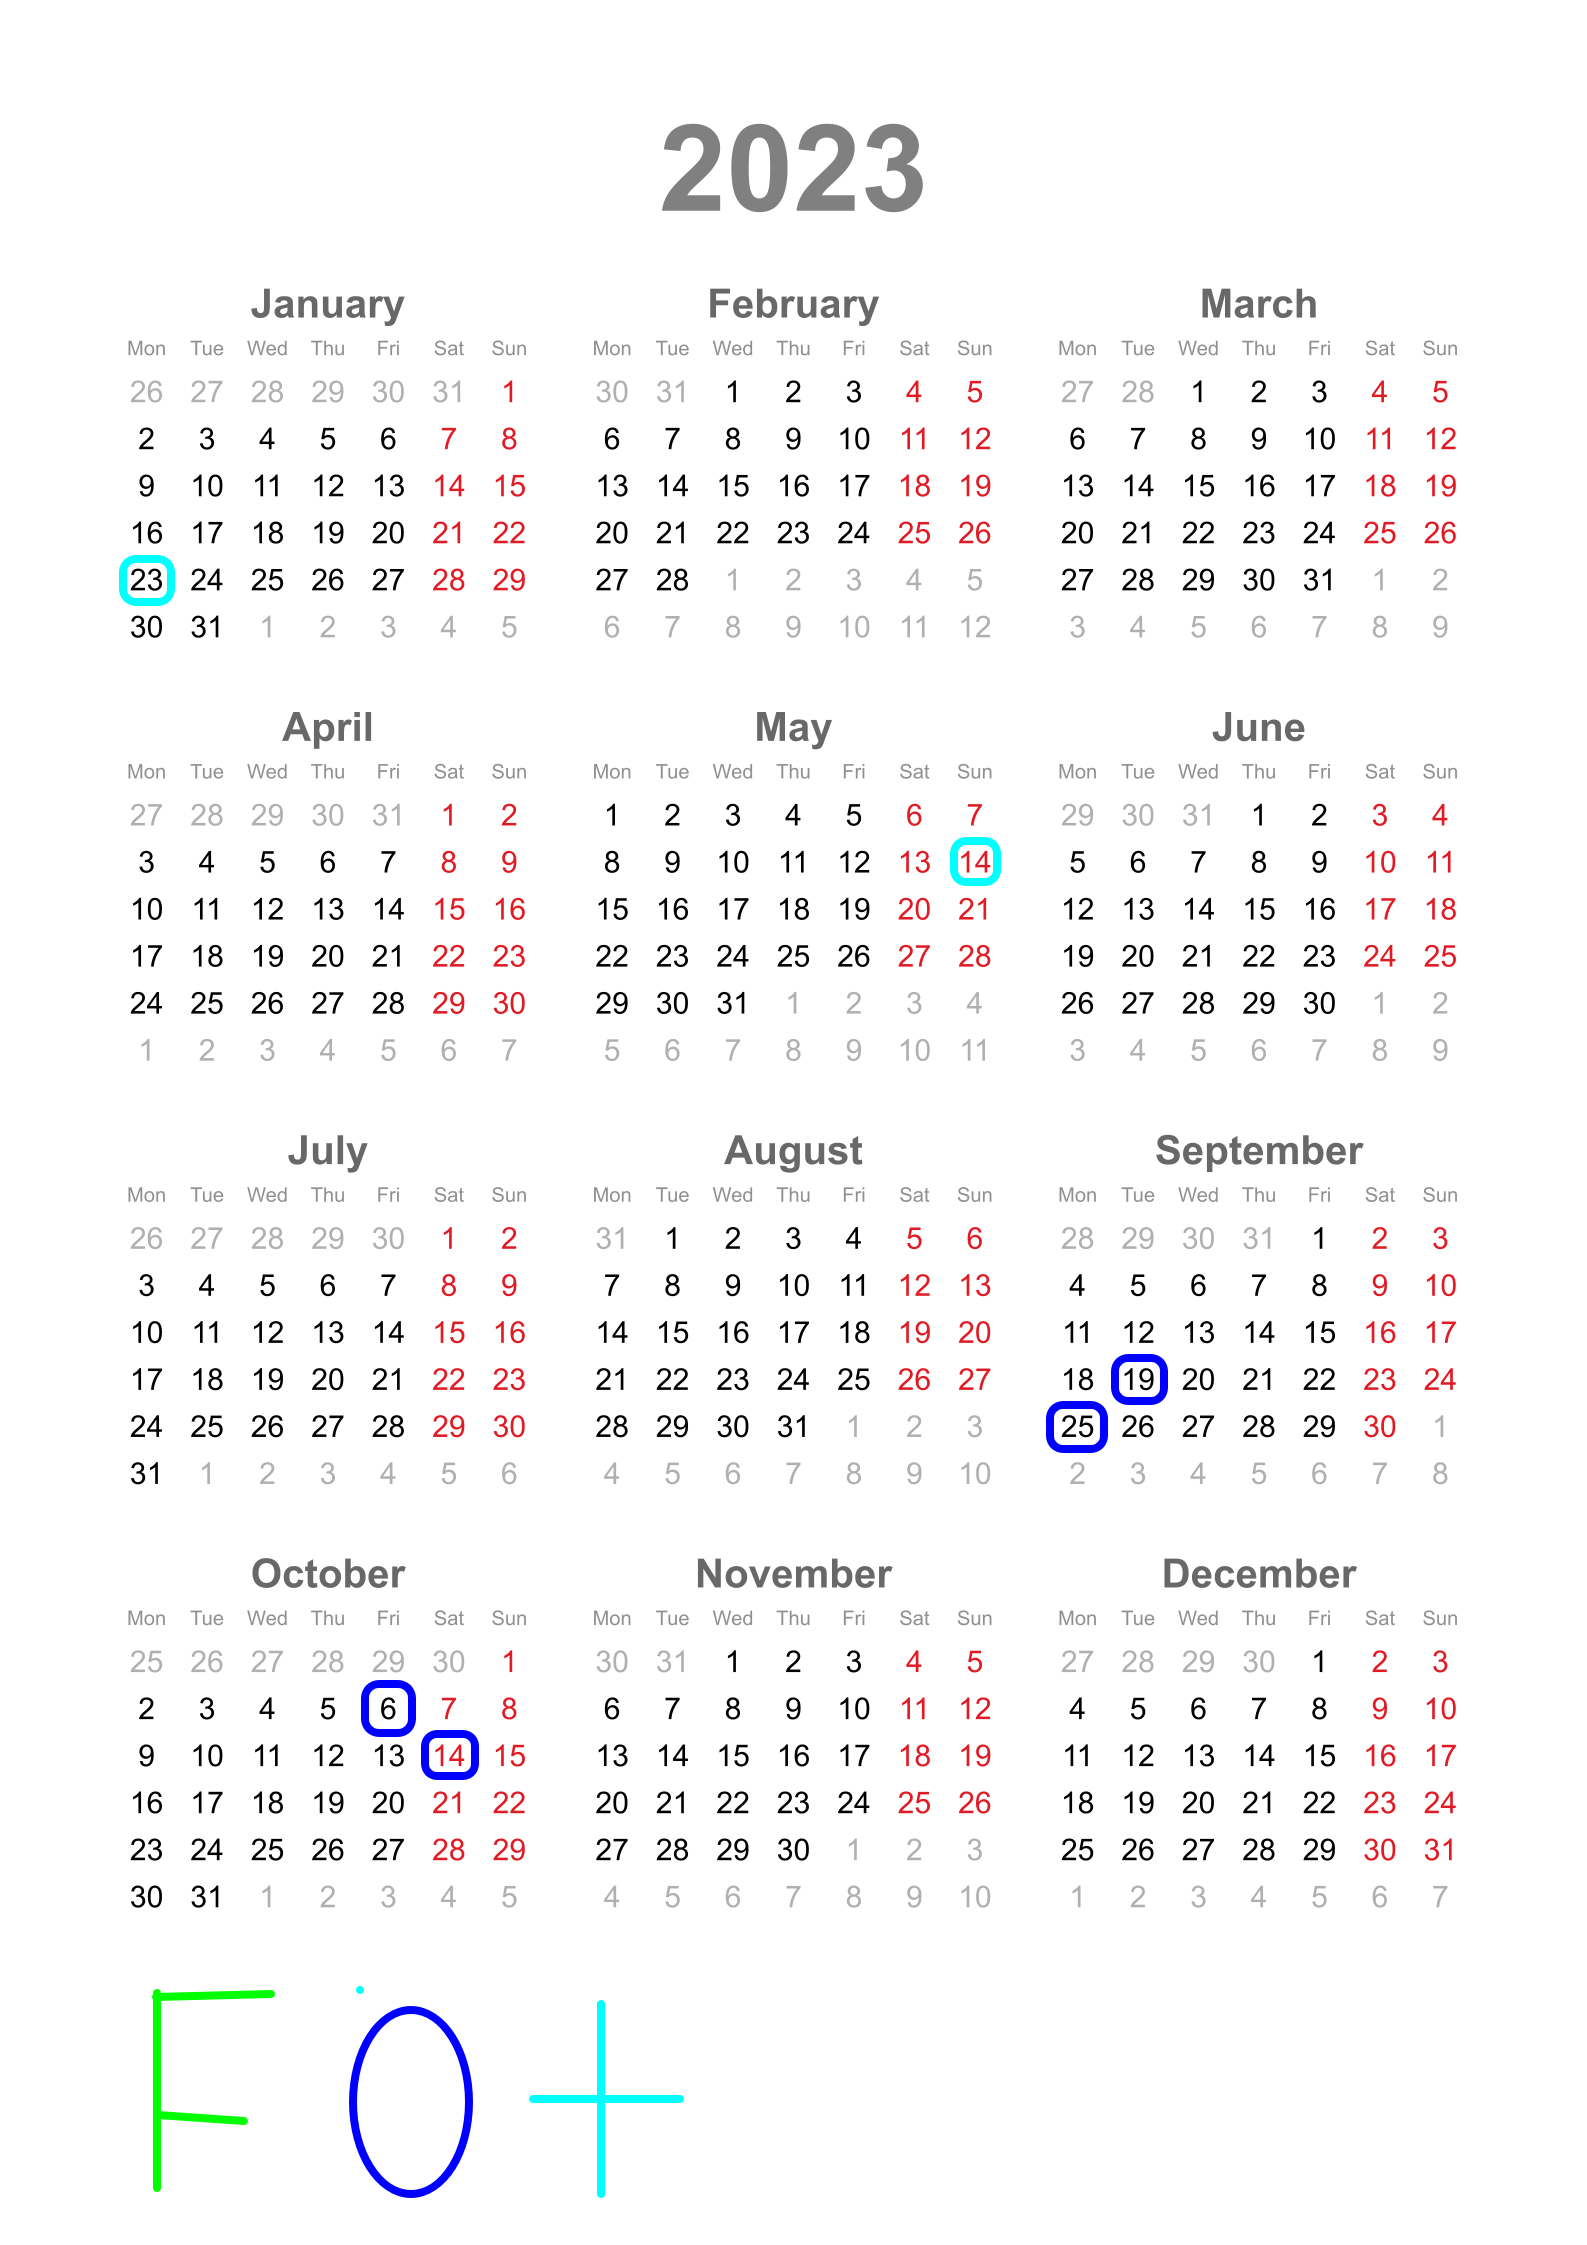 2023
January February March
Mon Tue Wed Thu Fri Sat Sun Mon Tue Wed Thu Fri Sat Sun Mon Tue Wed Thu Fri Sat Sun
26 27 28 29 30 31 1 30 31 1 2 3 4 5 27 28 1 2 3 4 5
2 3 4 5 6 7 8 6 7 8 9 10 11 12 6 7 8 9 10 11 12
9 10 11 12 13 14 15 13 14 15 16 17 18 19 13 14 15 16 17 18 19
16 17 18 19 20 21 22 20 21 22 23 24 25 26 20 21 22 23 24 25 26
23 24 25 26 27 28 29 27 28 1 2 3 4 5 27 28 29 30 31 1 2
30 31 1 2 3 4 5 6 7 8 9 10 11 12 3 4 5 6 7 8 9
April May June
Mon Tue Wed Thu Fri Sat Sun Mon Tue Wed Thu Fri Sat Sun Mon Tue Wed Thu Fri Sat Sun
27 28 29 30 31 1 2 1 2 3 4 5 6 7 29 30 31 1 2 3 4
3 4 5 6 7 8 9 8 9 10 11 12 13 14 5 6 7 8 9 10 11
10 11 12 13 14 15 16 15 16 17 18 19 20 21 12 13 14 15 16 17 18
17 18 19 20 21 22 23 22 23 24 25 26 27 28 19 20 21 22 23 24 25
24 25 26 27 28 29 30 29 30 31 1 2 3 4 26 27 28 29 30 1 2
1 2 3 4 5 6 7 5 6 7 8 9 10 11 3 4 5 6 7 8 9
July August September
Mon Tue Wed Thu Fri Sat Sun Mon Tue Wed Thu Fri Sat Sun Mon Tue Wed Thu Fri Sat Sun
26 27 28 29 30 1 2 31 1 2 3 4 5 6 28 29 30 31 1 2 3
3 4 5 6 7 8 9 7 8 9 10 11 12 13 4 5 6 7 8 9 10
10 11 12 13 14 15 16 14 15 16 17 18 19 20 11 12 13 14 15 16 17
17 18 19 20 21 22 23 21 22 23 24 25 26 27 18 19 20 21 22 23 24
24 25 26 27 28 29 30 28 29 30 31 1 2 3 25 26 27 28 29 30 1
31 1 2 3 4 5 6 4 5 6 7 8 9 10 2 3 4 5 6 7 8
October November December
Mon Tue Wed Thu Fri Sat Sun Mon Tue Wed Thu Fri Sat Sun Mon Tue Wed Thu Fri Sat Sun
25 26 27 28 29 30 1 30 31 1 2 3 4 5 27 28 29 30 1 2 3
2 3 4 5 6 7 8 6 7 8 9 10 11 12 4 5 6 7 8 9 10
9 10 11 12 13 14 15 13 14 15 16 17 18 19 11 12 13 14 15 16 17
16 17 18 19 20 21 22 20 21 22 23 24 25 26 18 19 20 21 22 23 24
23 24 25 26 27 28 29 27 28 29 30 1 2 3 25 26 27 28 29 30 31
30 31 1 2 3 4 5 4 5 6 7 8 9 10 1 2 3 4 5 6 7
F O +